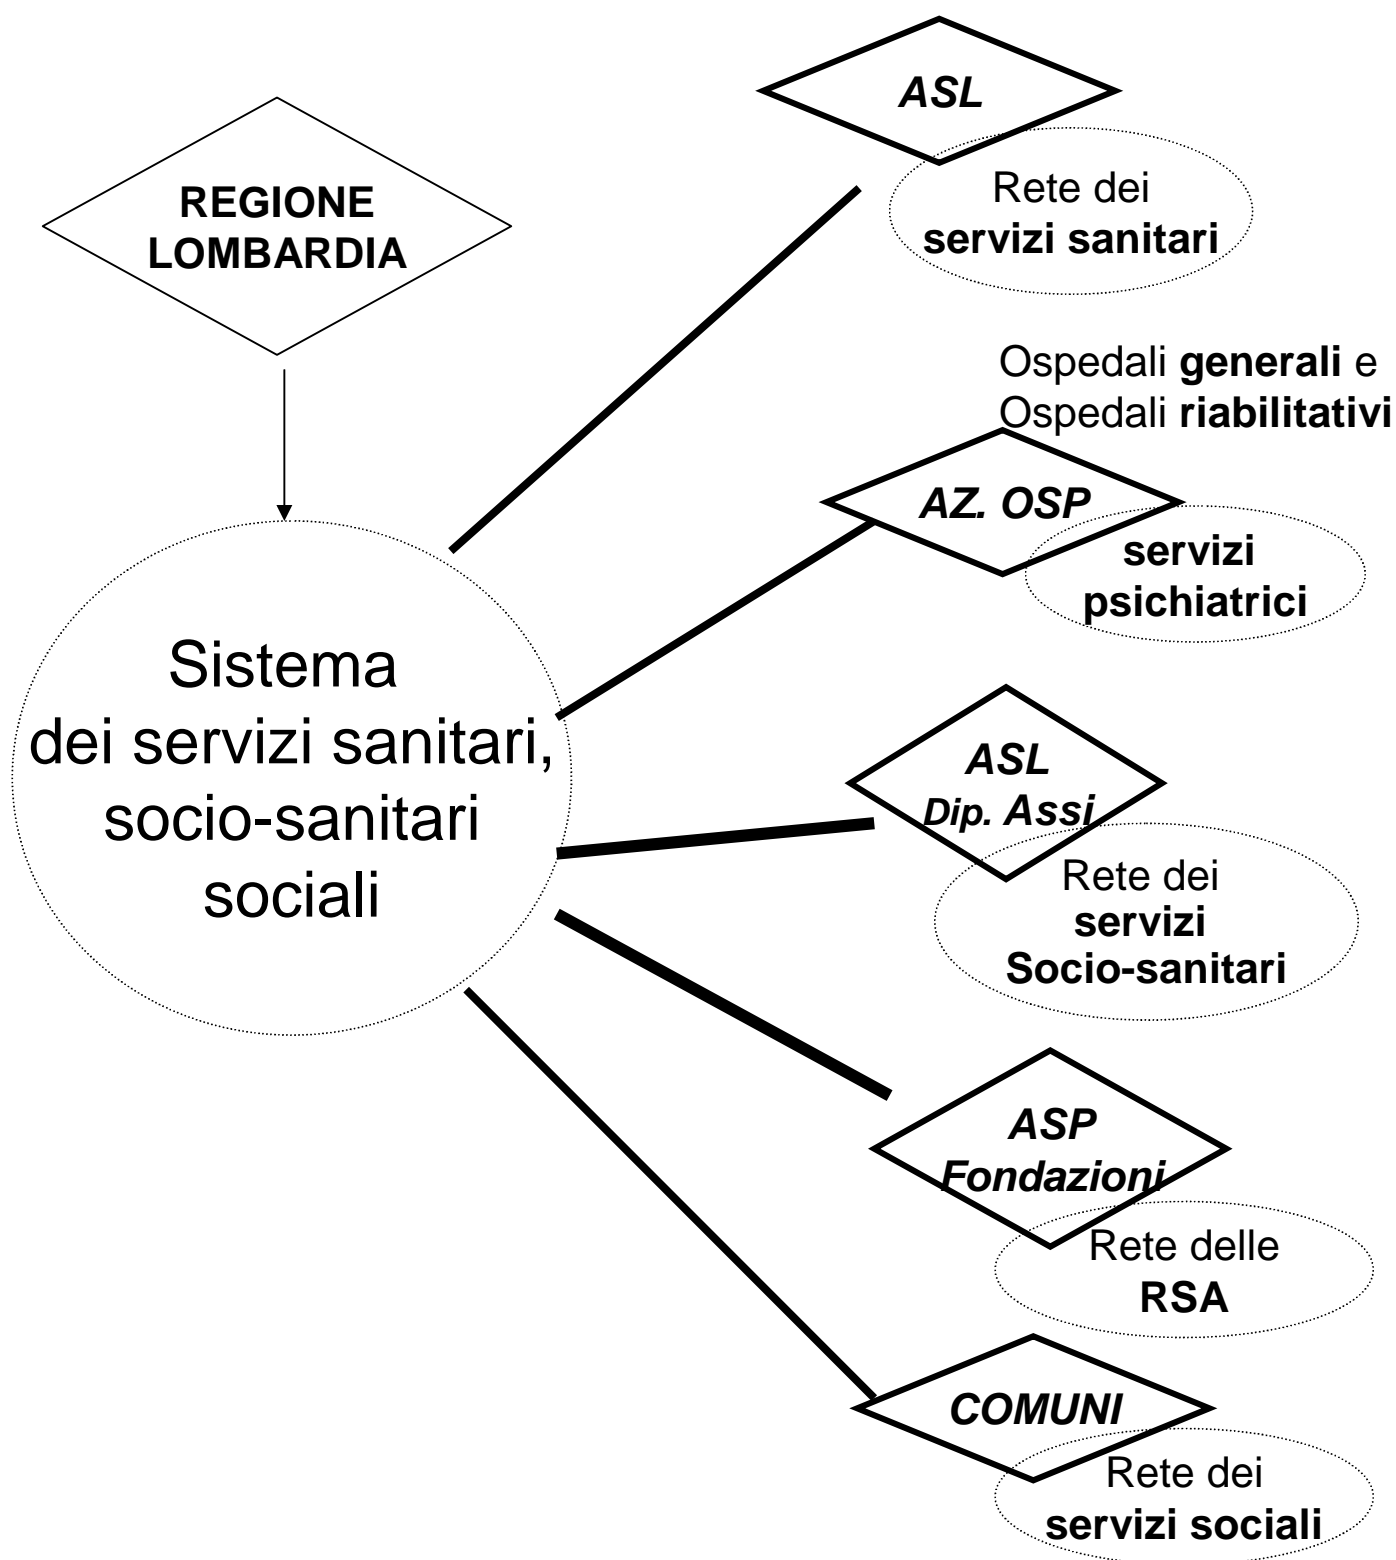 REGIONE
LOMBARDIA
Sistema
dei servizi sanitari,
socio-sanitari
sociali
ASL
Rete dei
servizi sanitari
Ospedali generali e
Ospedali riabilitativi
AZ. OSP
servizi
psichiatrici
ASL
Dip. Assi
Rete dei
servizi
Socio-sanitari
ASP
Fondazioni
Rete delle
RSA
COMUNI
Rete dei
servizi sociali